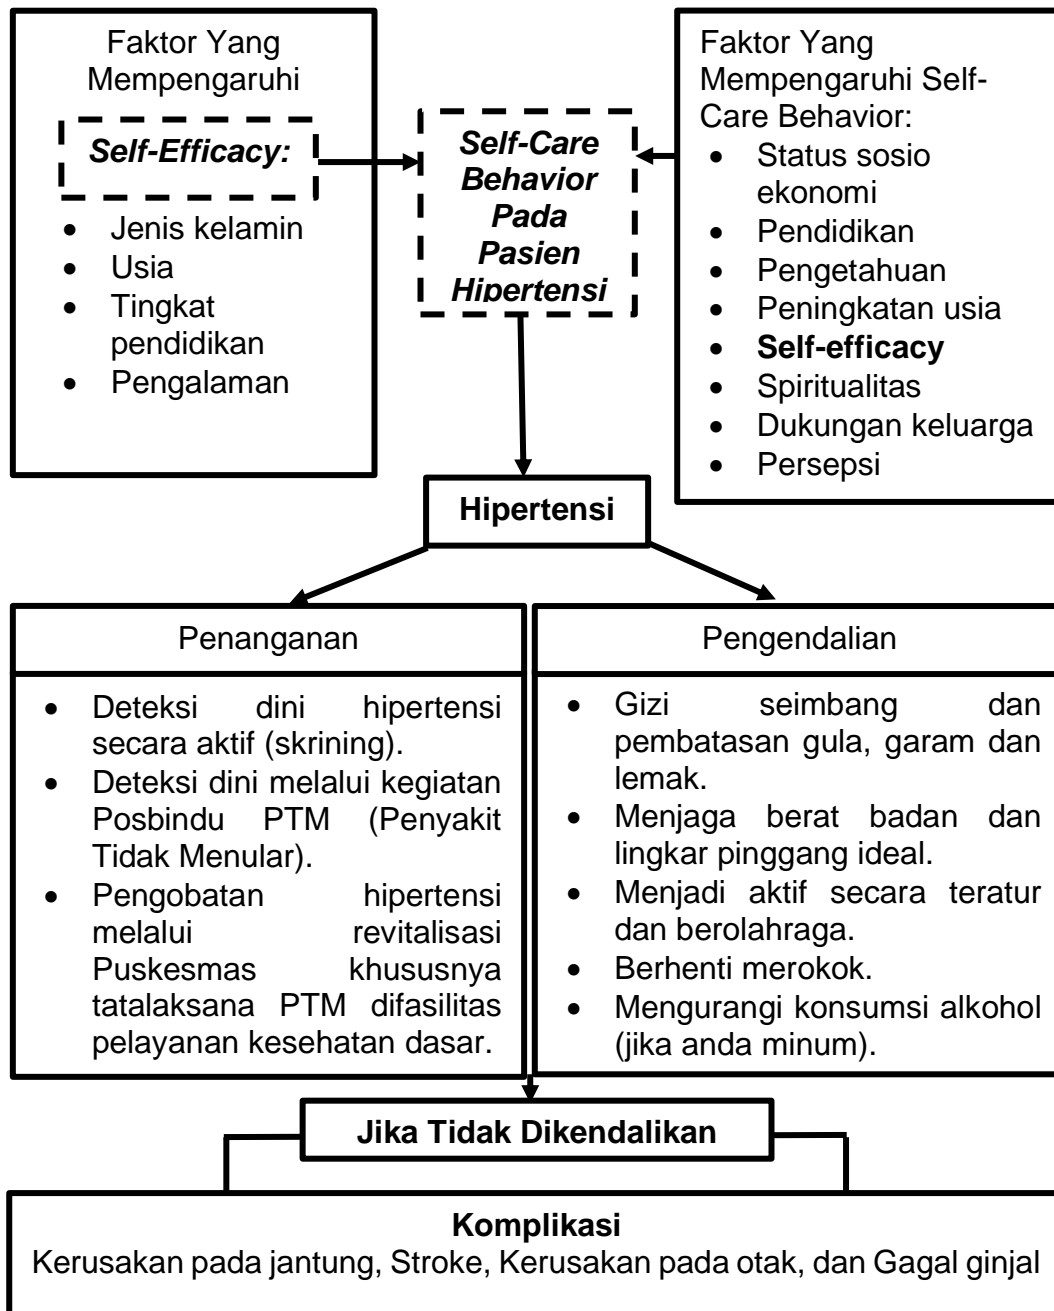 Faktor Yang
Mempengaruhi
Self-Efficacy:
• Jenis kelamin
• Usia
• Tingkat
pendidikan
• Pengalaman
Self-Care
Behavior
Pada
Pasien
Hipertensi
Faktor Yang
Mempengaruhi Self-
Care Behavior:
• Status sosio
ekonomi
• Pendidikan
• Pengetahuan
• Peningkatan usia
• Self-efficacy
• Spiritualitas
• Dukungan keluarga
• Persepsi
Hipertensi
Penanganan
• Deteksi dini hipertensi
secara aktif (skrining).
• Deteksi dini melalui kegiatan
Posbindu PTM (Penyakit
Tidak Menular).
• Pengobatan hipertensi
melalui revitalisasi
Puskesmas khususnya
tatalaksana PTM difasilitas
pelayanan kesehatan dasar.
Pengendalian
• Gizi seimbang dan
pembatasan gula, garam dan
lemak.
• Menjaga berat badan dan
lingkar pinggang ideal.
• Menjadi aktif secara teratur
dan berolahraga.
• Berhenti merokok.
• Mengurangi konsumsi alkohol
(jika anda minum).
Jika Tidak Dikendalikan
Komplikasi
Kerusakan pada jantung, Stroke, Kerusakan pada otak, dan Gagal ginjal